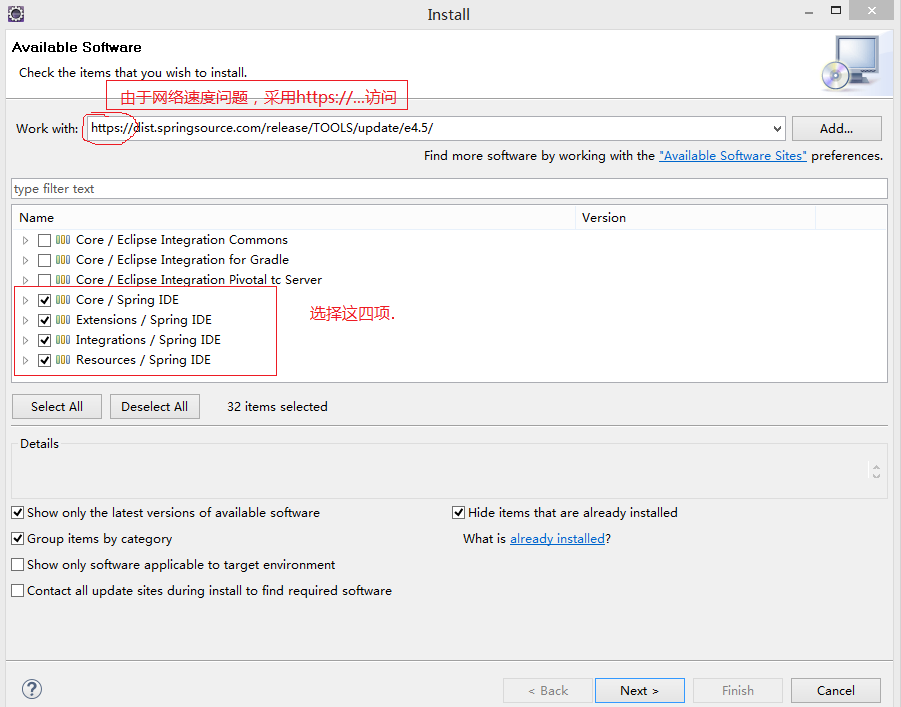 Install
Available Software
Check the items that you wish to install.
由于网络速度问题，采用https://...访问
Work with: https://dist.springsource.com/release/TOOLS/update/e4.5/ Add...
Find more software by working with the "Available Software Sites" preferences.
type filter text
Name Version
Core / Eclipse Integration Commons
Core / Eclipse Integration for Gradle
Core / Eclipse Integration Pivotal tc Server
Core / Spring IDE
Extensions / Spring IDE 选择这四项.
Integrations / Spring IDE
Resources / Spring IDE
Select All Deselect All 32 items selected
Details
Show only the latest versions of available software Hide items that are already installed
Group items by category What is already installed?
Show only software applicable to target environment
Contact all update sites during install to find required software
? < Back Next > Finish Cancel